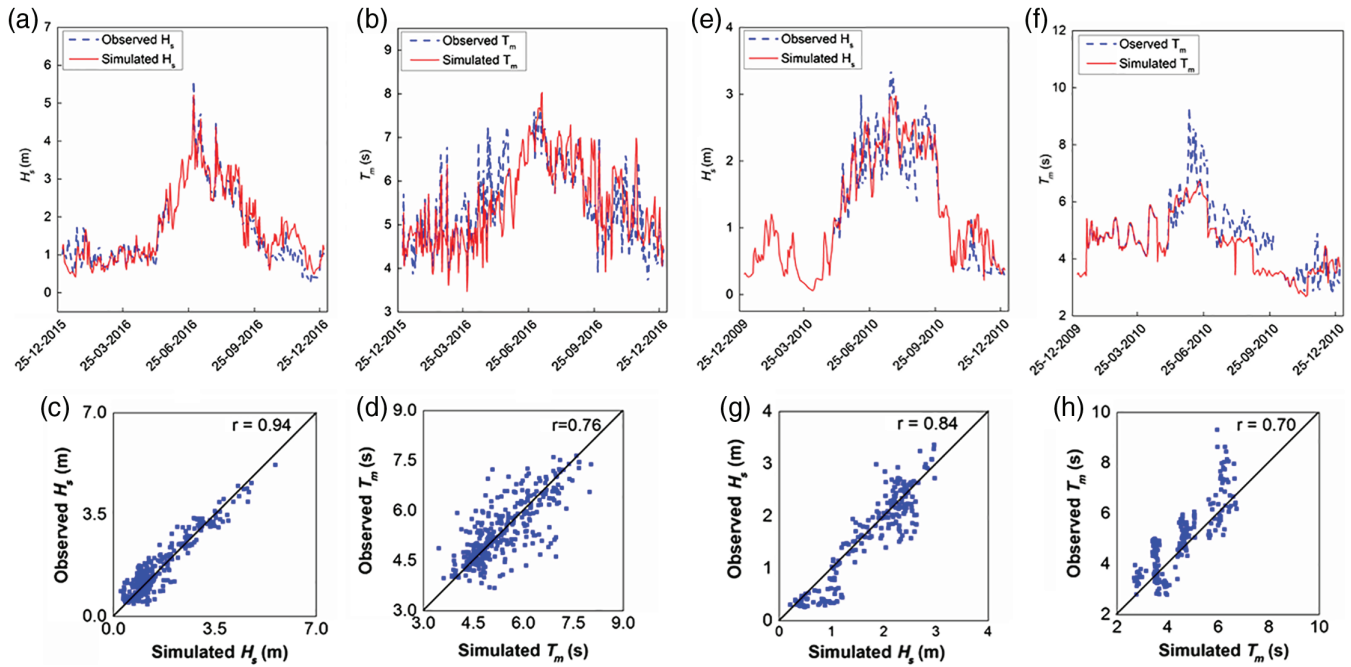 (a)
7
6
5
4
3
2
1
0
Hs(m)
Observed Hs
Simulated Hs
25-12-2015
25-03-2016
25-06-2016
25-09-2016
25-12-2016
(b)
9
8
7
6
5
4
3
Tm(s)
Observed Tm
Simulated Tm
25-12-2015
25-03-2016
25-06-2016
25-09-2016
25-12-2016
(e)
4
3
2
1
0
Hs(m)
Observed Hs
Simulated Hs
25-12-2009
25-03-2010
25-06-2010
25-09-2010
25-12-2010
(f)
12
10
8
6
4
2
Tm(s)
Oserved Tm
Simulated Tm
25-12-2009
25-03-2010
25-06-2010
25-09-2010
25-12-2010
(c)
7.0
3.5
0.0
Observed Hs (m)
r = 0.94
0.0 3.5 7.0
Simulated Hs (m)
(d)
9.0
7.5
6.0
4.5
3.0
Observed Tm (s)
r=0.76
3.0 4.5 6.0 7.5 9.0
Simulated Tm (s)
(g)
4
3
2
1
0
Observed Hs (m)
r = 0.84
0 1 2 3 4
Simulated Hs (m)
(h)
10
8
6
4
2
Observed Tm (s)
r = 0.70
2 4 6 8 10
Simulated Tm (s)